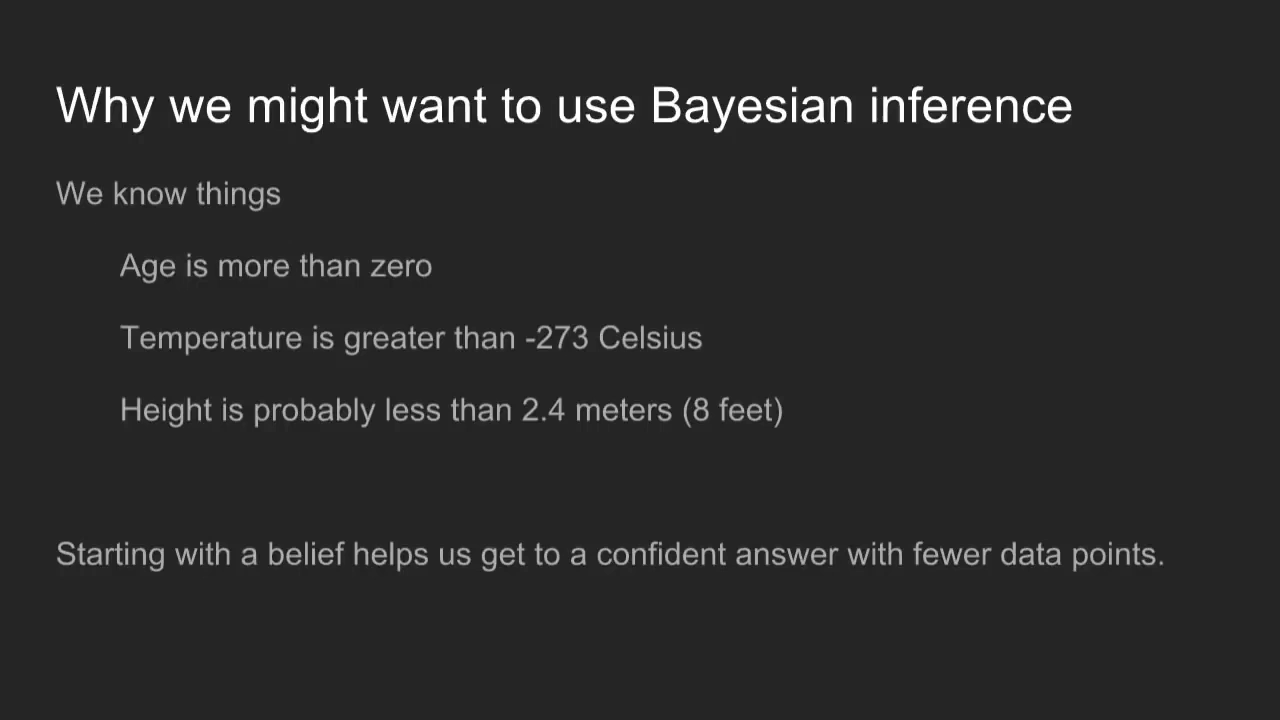 Why we might want to use Bayesian inference
We know things
Age is more than zero
Temperature is greater than -273 Celsius
Height is probably less than 2.4 meters (8 feet)
Starting with a belief helps us get to a confident answer with fewer data points.